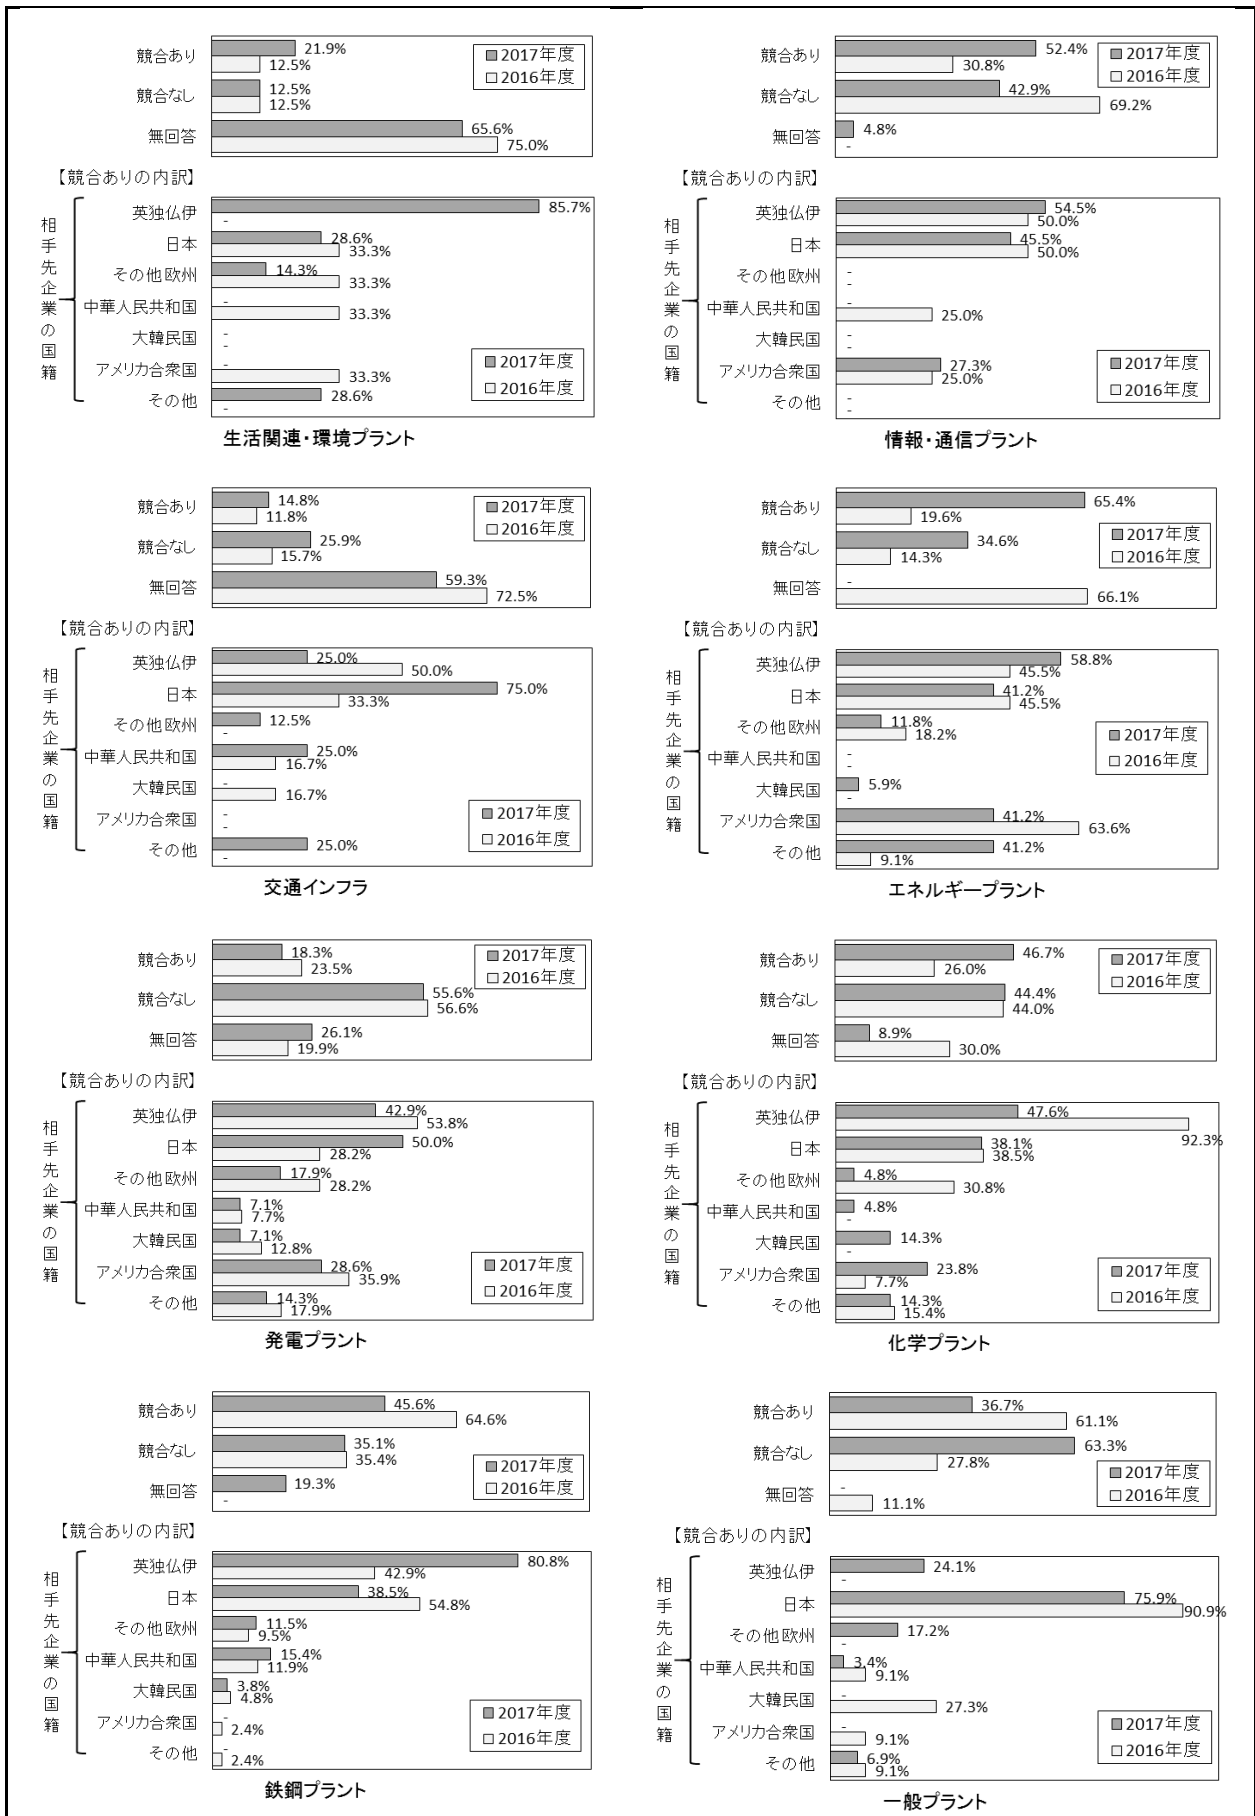 競合あり
21.9%
12.5%
競合なし
12.5%
12.5%
無回答
65.6%
75.0%
2017年度
2016年度
【競合ありの内訳】
相手先企業の国籍
英独仏伊
85.7%
-
日本
28.6%
33.3%
その他欧州
14.3%
33.3%
中華人民共和国
-
33.3%
大韓民国
-
-
アメリカ合衆国
-
33.3%
その他
28.6%
-
2017年度
2016年度
生活関連・環境プラント
競合あり
52.4%
30.8%
競合なし
42.9%
69.2%
無回答
4.8%
-
2017年度
2016年度
【競合ありの内訳】
相手先企業の国籍
英独仏伊
54.5%
50.0%
日本
45.5%
50.0%
その他欧州
-
-
中華人民共和国
-
25.0%
大韓民国
-
-
アメリカ合衆国
27.3%
25.0%
その他
-
-
2017年度
2016年度
情報・通信プラント
競合あり
14.8%
11.8%
競合なし
25.9%
15.7%
無回答
59.3%
72.5%
2017年度
2016年度
【競合ありの内訳】
相手先企業の国籍
英独仏伊
25.0%
50.0%
日本
75.0%
33.3%
その他欧州
12.5%
-
中華人民共和国
25.0%
16.7%
大韓民国
-
16.7%
アメリカ合衆国
-
-
その他
25.0%
-
2017年度
2016年度
交通インフラ
競合あり
65.4%
19.6%
競合なし
34.6%
14.3%
無回答
-
66.1%
2017年度
2016年度
【競合ありの内訳】
相手先企業の国籍
英独仏伊
58.8%
45.5%
日本
41.2%
45.5%
その他欧州
11.8%
18.2%
中華人民共和国
-
-
大韓民国
5.9%
-
アメリカ合衆国
41.2%
63.6%
その他
41.2%
9.1%
2017年度
2016年度
エネルギープラント
競合あり
18.3%
23.5%
競合なし
55.6%
56.6%
無回答
26.1%
19.9%
2017年度
2016年度
【競合ありの内訳】
相手先企業の国籍
英独仏伊
42.9%
53.8%
日本
50.0%
28.2%
その他欧州
17.9%
28.2%
中華人民共和国
7.1%
7.7%
大韓民国
7.1%
12.8%
アメリカ合衆国
28.6%
35.9%
その他
14.3%
17.9%
2017年度
2016年度
発電プラント
競合あり
46.7%
26.0%
競合なし
44.4%
44.0%
無回答
8.9%
30.0%
2017年度
2016年度
【競合ありの内訳】
相手先企業の国籍
英独仏伊
47.6%
92.3%
日本
38.1%
38.5%
その他欧州
4.8%
30.8%
中華人民共和国
4.8%
-
大韓民国
14.3%
-
アメリカ合衆国
23.8%
7.7%
その他
14.3%
15.4%
2017年度
2016年度
化学プラント
競合あり
45.6%
64.6%
競合なし
35.1%
35.4%
無回答
19.3%
-
2017年度
2016年度
【競合ありの内訳】
相手先企業の国籍
英独仏伊
80.8%
42.9%
日本
38.5%
54.8%
その他欧州
11.5%
9.5%
中華人民共和国
15.4%
11.9%
大韓民国
3.8%
4.8%
アメリカ合衆国
-
2.4%
その他
-
2.4%
2017年度
2016年度
鉄鋼プラント
競合あり
36.7%
61.1%
競合なし
63.3%
27.8%
無回答
-
11.1%
2017年度
2016年度
【競合ありの内訳】
相手先企業の国籍
英独仏伊
24.1%
-
日本
75.9%
90.9%
その他欧州
17.2%
-
中華人民共和国
3.4%
9.1%
大韓民国
-
27.3%
アメリカ合衆国
-
9.1%
その他
6.9%
9.1%
2017年度
2016年度
一般プラント